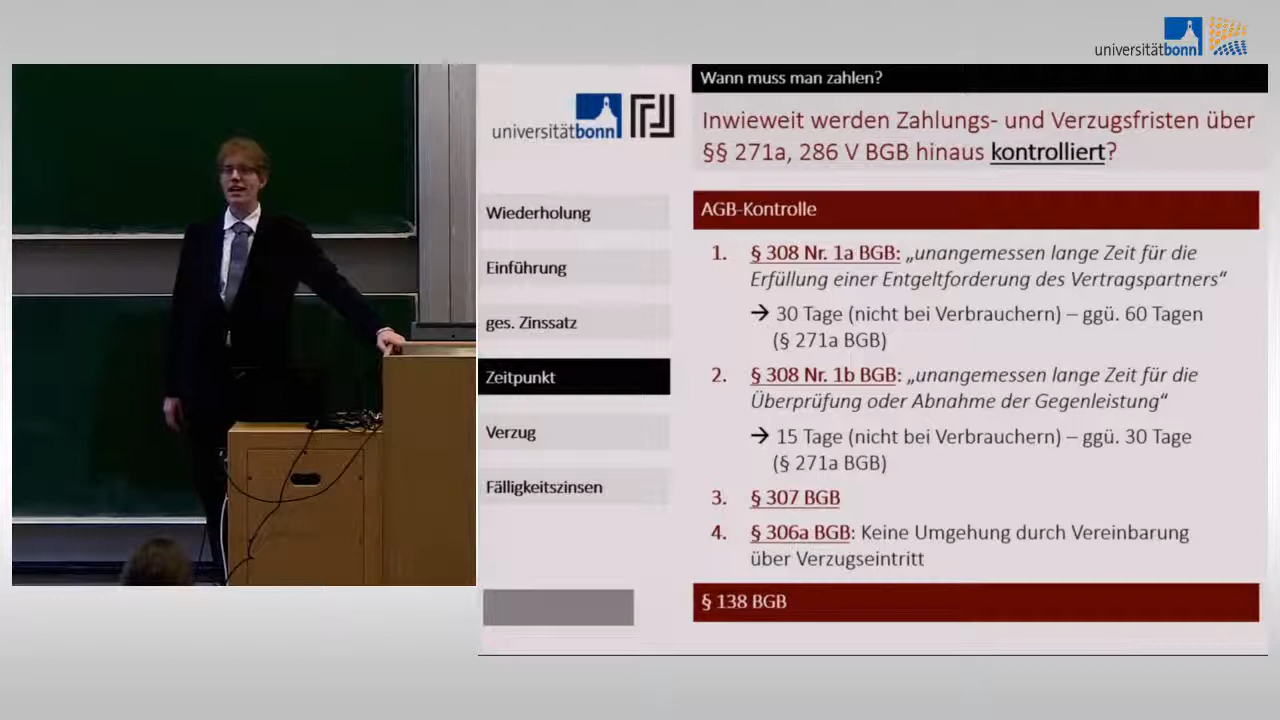 universitätbonn
universitätbonn
Wiederholung
Einführung
ges. Zinssatz
Zeitpunkt
Verzug
Fälligkeitszinsen
Wann muss man zahlen?
Inwieweit werden Zahlungs- und Verzugsfristen über
§§ 271a, 286 V BGB hinaus kontrolliert?
AGB-Kontrolle
1. § 308 Nr. 1a BGB: „unangemessen lange Zeit für die
Erfüllung einer Entgeltforderung des Vertragspartners“
→ 30 Tage (nicht bei Verbrauchern) – ggü. 60 Tagen
(§ 271a BGB)
2. § 308 Nr. 1b BGB: „unangemessen lange Zeit für die
Überprüfung oder Abnahme der Gegenleistung“
→ 15 Tage (nicht bei Verbrauchern) – ggü. 30 Tage
(§ 271a BGB)
3. § 307 BGB
4. § 306a BGB: Keine Umgehung durch Vereinbarung
über Verzugseintritt
§ 138 BGB